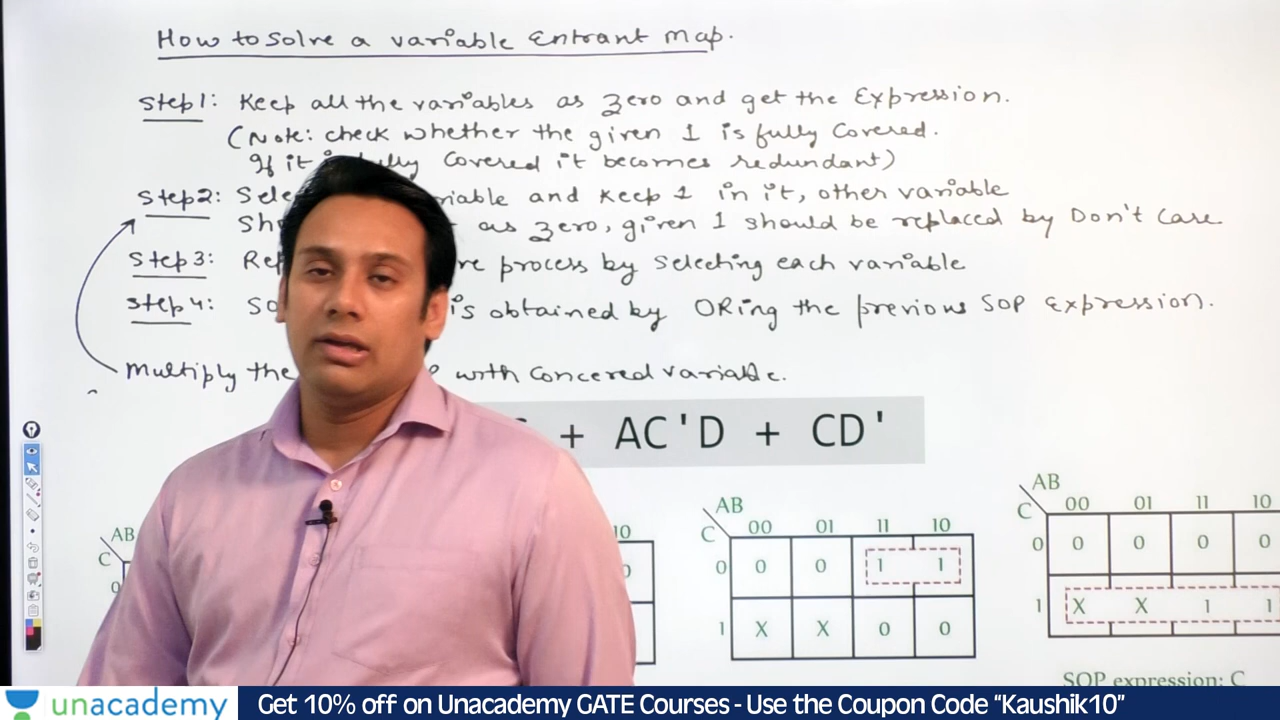 How to solve a variable Entrant Map.
Step1: Keep all the variables as zero and get the Expression.
(Note: check whether the given 1 is fully Covered.
If it Covered it becomes redundant)
Step2: and Keep 1 in it, other variable
as zero, given 1 should be replaced by Don't Care
Step3: process by Selecting each variable
Step4: is obtained by ORing the previous SOP Expression.
Multiply the with Concered variable.
+ AC'D + CD'
AB
C
0
10
AB
C
00 01 11 10
0 0 0 1 1
1 X X 0 0
AB
C
00 01 11 10
0 0 0 0 0
1 X X 1 1
SOP expression: C
unacademy
Get 10% off on Unacademy GATE Courses - Use the Coupon Code “Kaushik10”